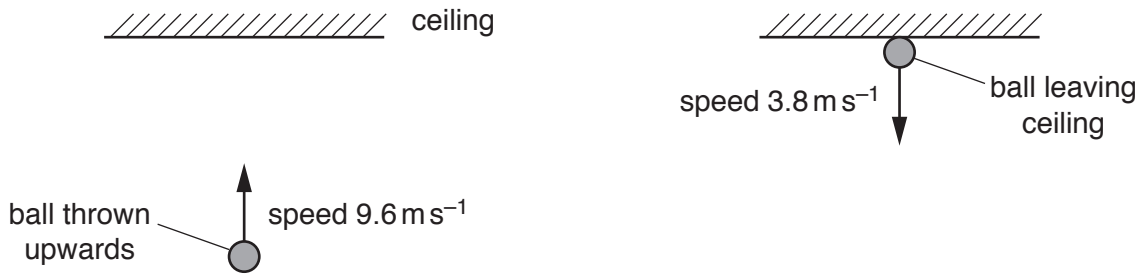 ceiling
speed 3.8 m s⁻¹
ball leaving
ceiling
ball thrown
upwards
speed 9.6 m s⁻¹